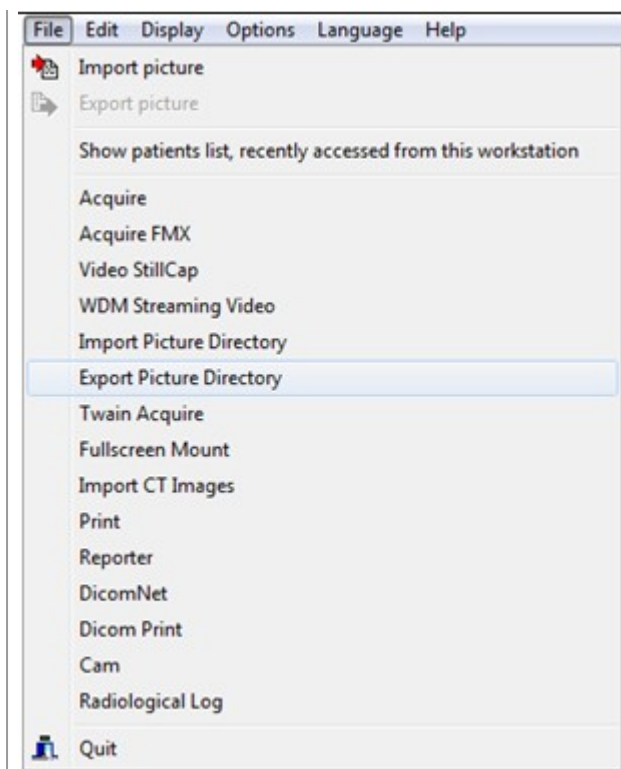 File Edit Display Options Language Help
Import picture
Export picture
Show patients list, recently accessed from this workstation
Acquire
Acquire FMX
Video StillCap
WDM Streaming Video
Import Picture Directory
Export Picture Directory
Twain Acquire
Fullscreen Mount
Import CT Images
Print
Reporter
DicomNet
Dicom Print
Cam
Radiological Log
Quit